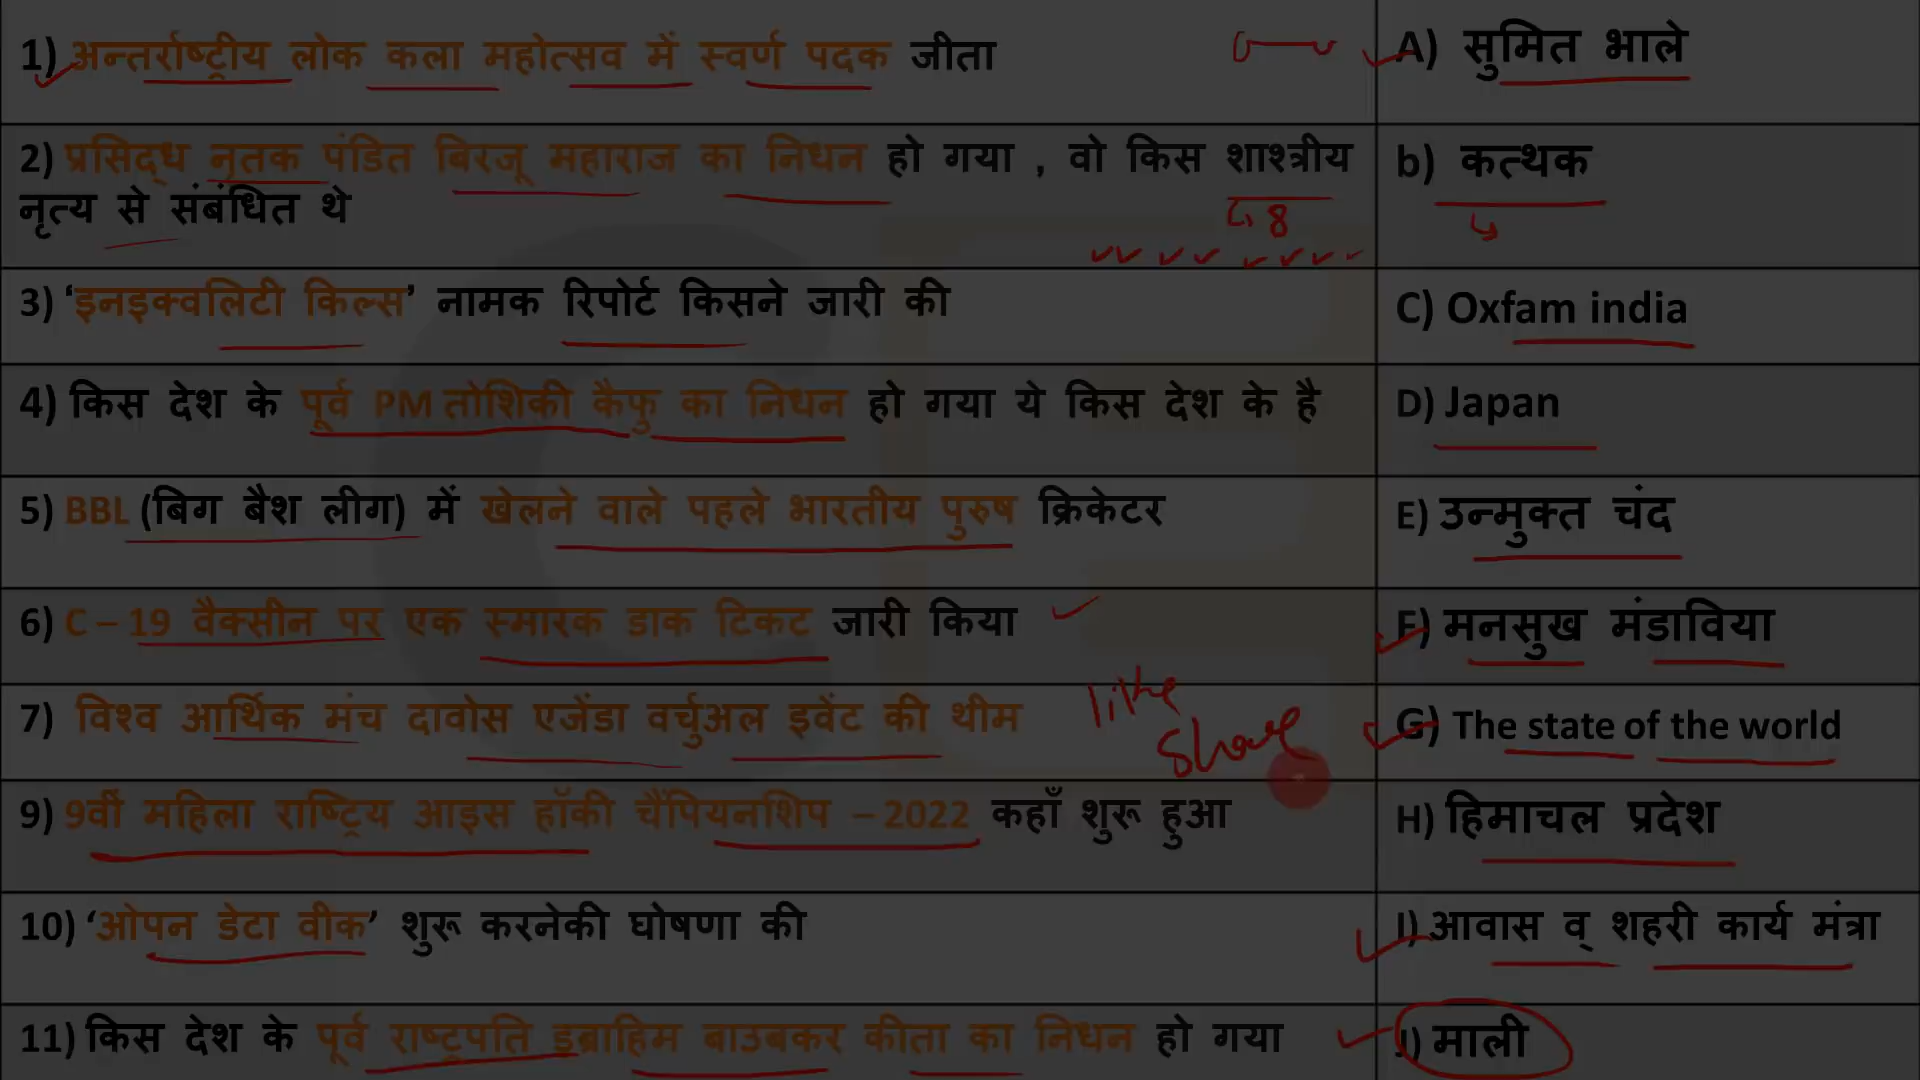 1) अन्तर्राष्ट्रीय लोक कला महोत्सव में स्वर्ण पदक जीता
A) सुमित भाले
2) प्रसिद्ध नृतक पंडित बिरजू महाराज का निधन हो गया , वो किस शाश्त्रीय
नृत्य से संबंधित थे
b) कत्थक
8
3) ‘इनइक्वलिटी किल्स’ नामक रिपोर्ट किसने जारी की
C) Oxfam india
4) किस देश के पूर्व PM तोशिकी कैफु का निधन हो गया ये किस देश के है
D) Japan
5) BBL (बिग बैश लीग) में खेलने वाले पहले भारतीय पुरुष क्रिकेटर
E) उन्मुक्त चंद
6) C – 19 वैक्सीन पर एक स्मारक डाक टिकट जारी किया
F) मनसुख मंडाविया
7) विश्व आर्थिक मंच दावोस एजेंडा वर्चुअल इवेंट की थीम
G) The state of the world
like
Share
9) 9वीं महिला राष्ट्रिय आइस हॉकी चैंपियनशिप – 2022 कहाँ शुरू हुआ
H) हिमाचल प्रदेश
10) ‘ओपन डेटा वीक’ शुरू करनेकी घोषणा की
I) आवास व् शहरी कार्य मंत्रा
11) किस देश के पूर्व राष्ट्रपति इब्राहिम बाउबकर कीता का निधन हो गया
J) माली